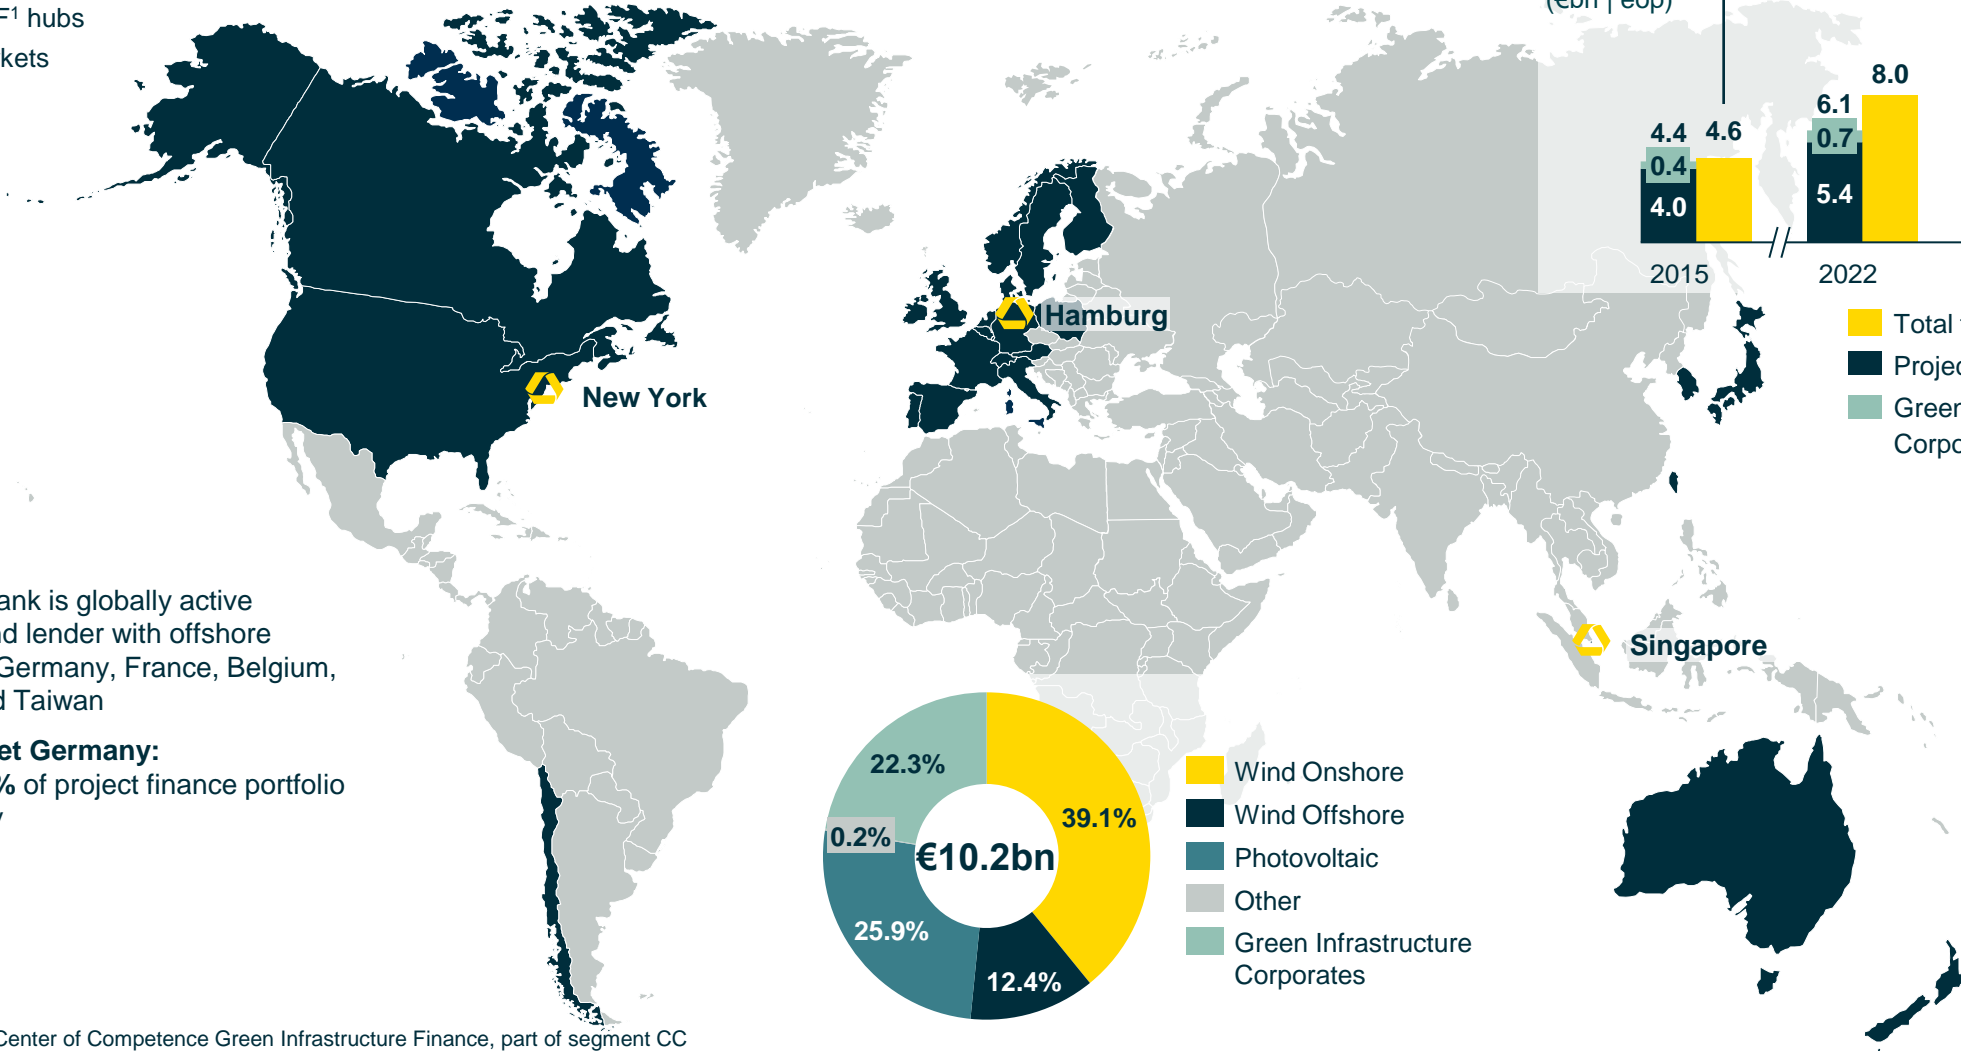 F¹ hubs
kets
(€bn | eop)
8.0
6.1
4.4 4.6
0.7
0.4
5.4
4.0
2015
2022
Total
Projec
Green
Corpo
Hamburg
New York
Singapore
ank is globally active
nd lender with offshore
Germany, France, Belgium,
d Taiwan
et Germany:
% of project finance portfolio
22.3%
39.1%
0.2%
€10.2bn
25.9%
12.4%
Wind Onshore
Wind Offshore
Photovoltaic
Other
Green Infrastructure
Corporates
Center of Competence Green Infrastructure Finance, part of segment CC